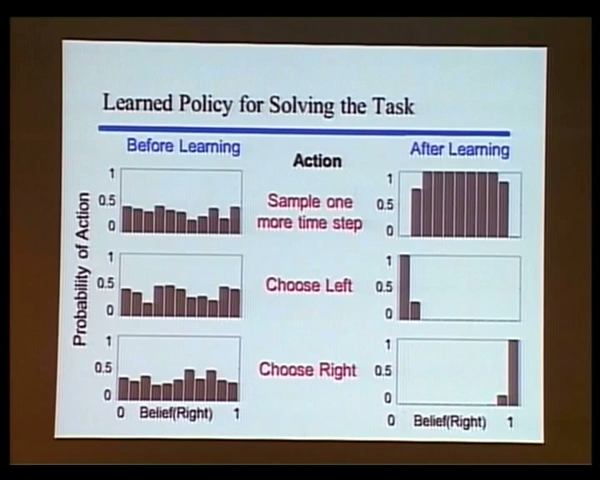 Learned Policy for Solving the Task
Before Learning
Action
After Learning
Probability of Action
1
0.5
0
Sample one
more time step
1
0.5
0
1
0.5
0
Choose Left
1
0.5
0
1
0.5
0
Choose Right
1
0.5
0
0 Belief(Right) 1
0 Belief(Right) 1